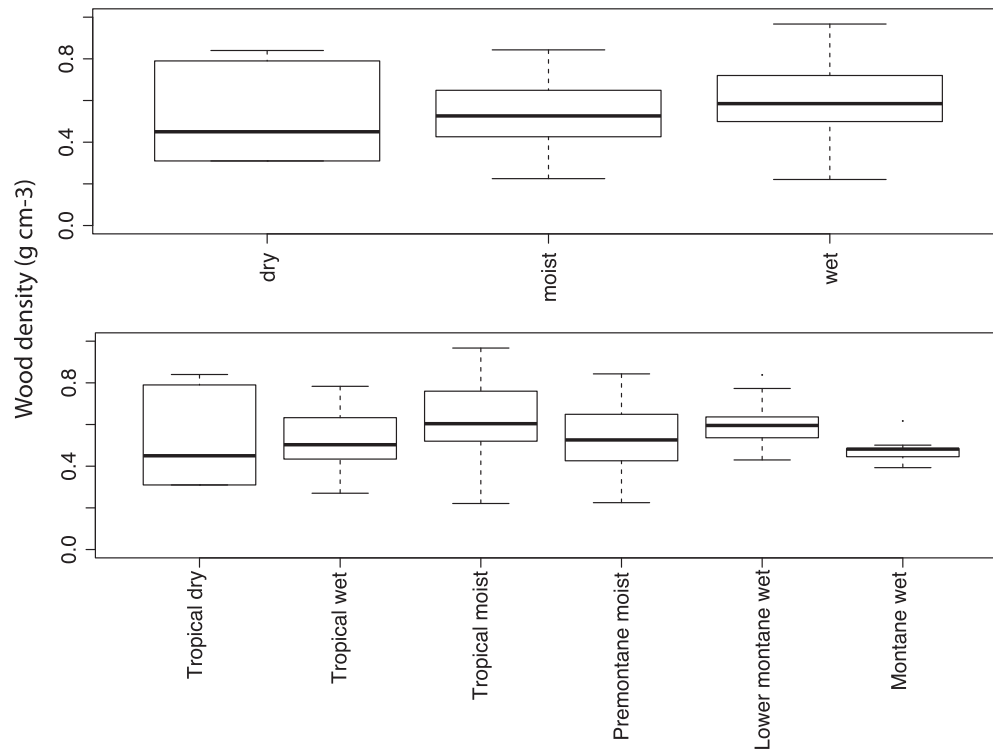 Wood density (g cm-3)
0.8
0.4
0.0
dry
moist
wet
0.8
0.4
0.0
Tropical dry
Tropical wet
Tropical moist
Premontane moist
Lower montane wet
Montane wet